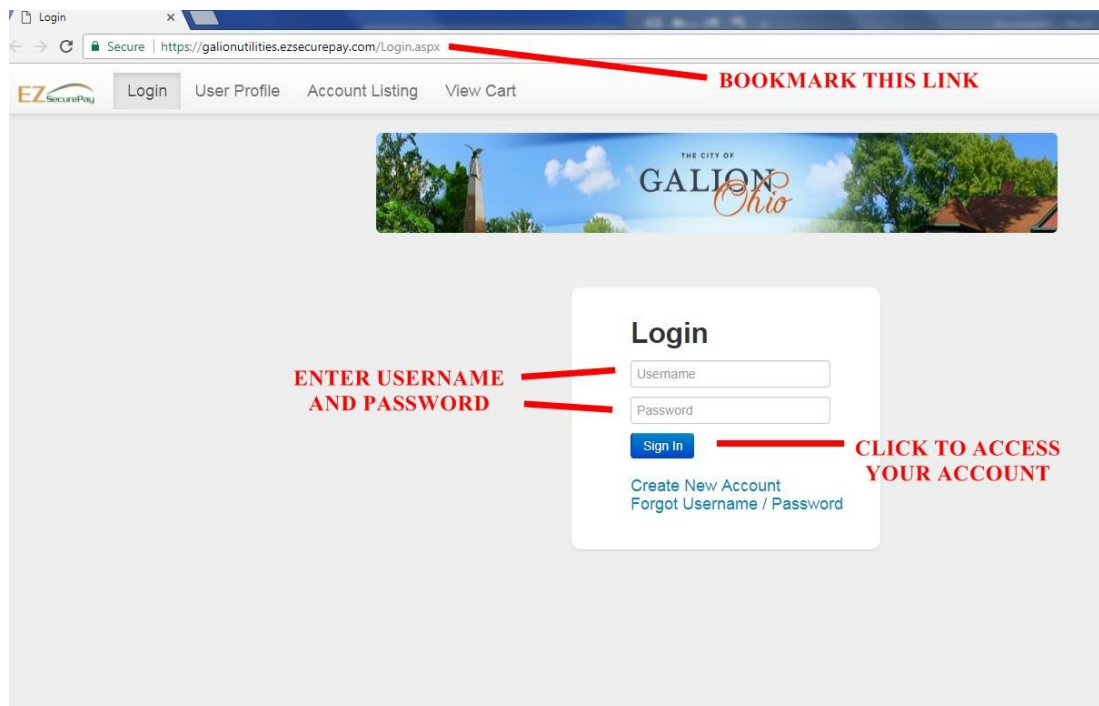 Login
Secure | https://galionutilities.ezsecurepay.com/Login.aspx
BOOKMARK THIS LINK
EZSecurePay Login User Profile Account Listing View Cart
THE CITY OF
GALION
Ohio
Login
Username
ENTER USERNAME
AND PASSWORD
Password
Sign In
CLICK TO ACCESS
YOUR ACCOUNT
Create New Account
Forgot Username / Password